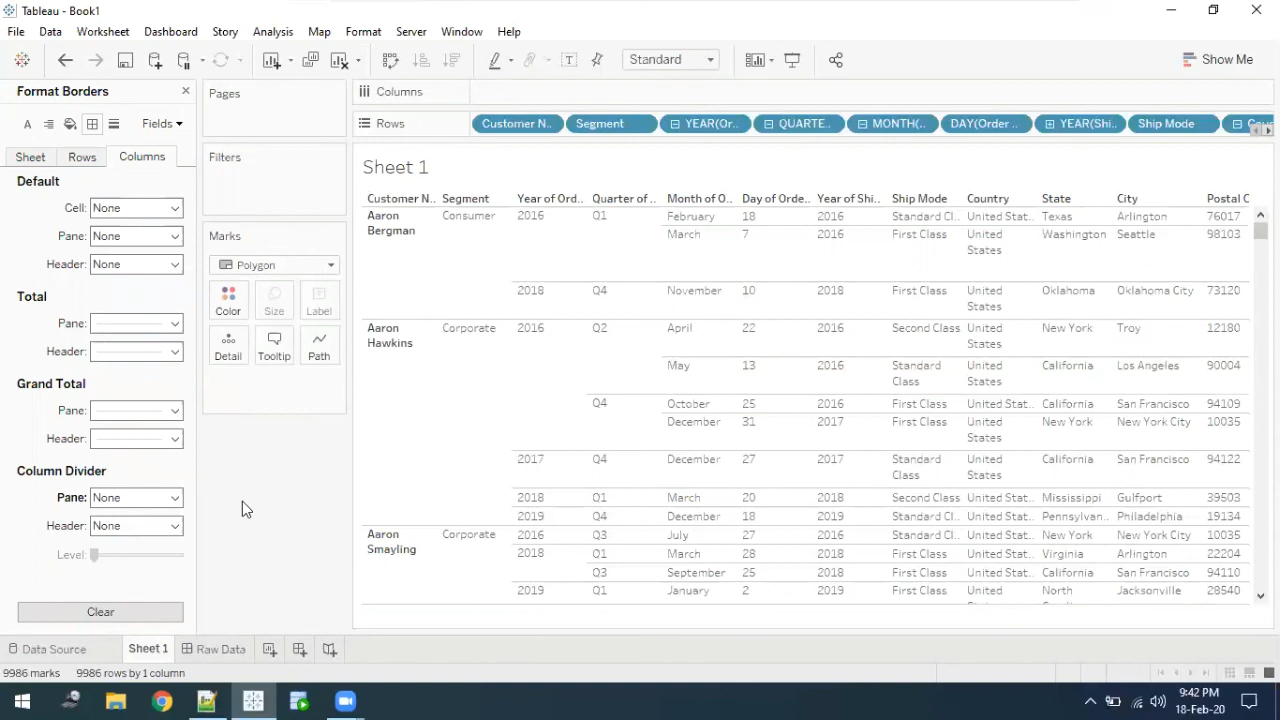 Tableau - Book1
File Data Worksheet Dashboard Story Analysis Map Format Server Window Help
Standard
Show Me
Format Borders
Fields
Sheet Rows Columns
Default
Cell: None
Pane: None
Header: None
Total
Pane:
Header:
Grand Total
Pane:
Header:
Column Divider
Pane: None
Header: None
Level:
Clear
Pages
Filters
Marks
Polygon
Color Size Label
Detail Tooltip Path
Columns
Rows Customer N.. Segment YEAR(Or.. QUARTE.. MONTH(.. DAY(Order .. YEAR(Shi.. Ship Mode
Sheet 1
Customer N.. Segment Year of Ord.. Quarter of .. Month of O.. Day of Orde.. Year of Shi.. Ship Mode Country State City Postal C
Aaron Bergman Consumer 2016 Q1 February 18 2016 Standard Cl.. United Stat.. Texas Arlington 76017
March 7 2016 First Class United States Washington Seattle 98103
2018 Q4 November 10 2018 First Class United States Oklahoma Oklahoma City 73120
Aaron Hawkins Corporate 2016 Q2 April 22 2016 Second Class United States New York Troy 12180
May 13 2016 Standard Class United States California Los Angeles 90004
Q4 October 25 2016 First Class United Stat.. California San Francisco 94109
December 31 2017 First Class United States New York New York City 10035
2017 Q4 December 27 2017 Standard Class United States California San Francisco 94122
2018 Q1 March 20 2018 Second Class United Stat.. Mississippi Gulfport 39503
2019 Q4 December 18 2019 Standard Cl.. United Stat.. Pennsylvan.. Philadelphia 19134
Aaron Smayling Corporate 2016 Q3 July 27 2016 Standard Cl.. United Stat.. New York New York City 10035
2018 Q1 March 28 2018 First Class United Stat.. Virginia Arlington 22204
Q3 September 25 2018 First Class United Stat.. California San Francisco 94110
2019 Q1 January 2 2019 First Class United North Jacksonville 28540
Data Source Sheet 1 Raw Data
9986 marks 9986 rows by 1 column
9:42 PM
18-Feb-20